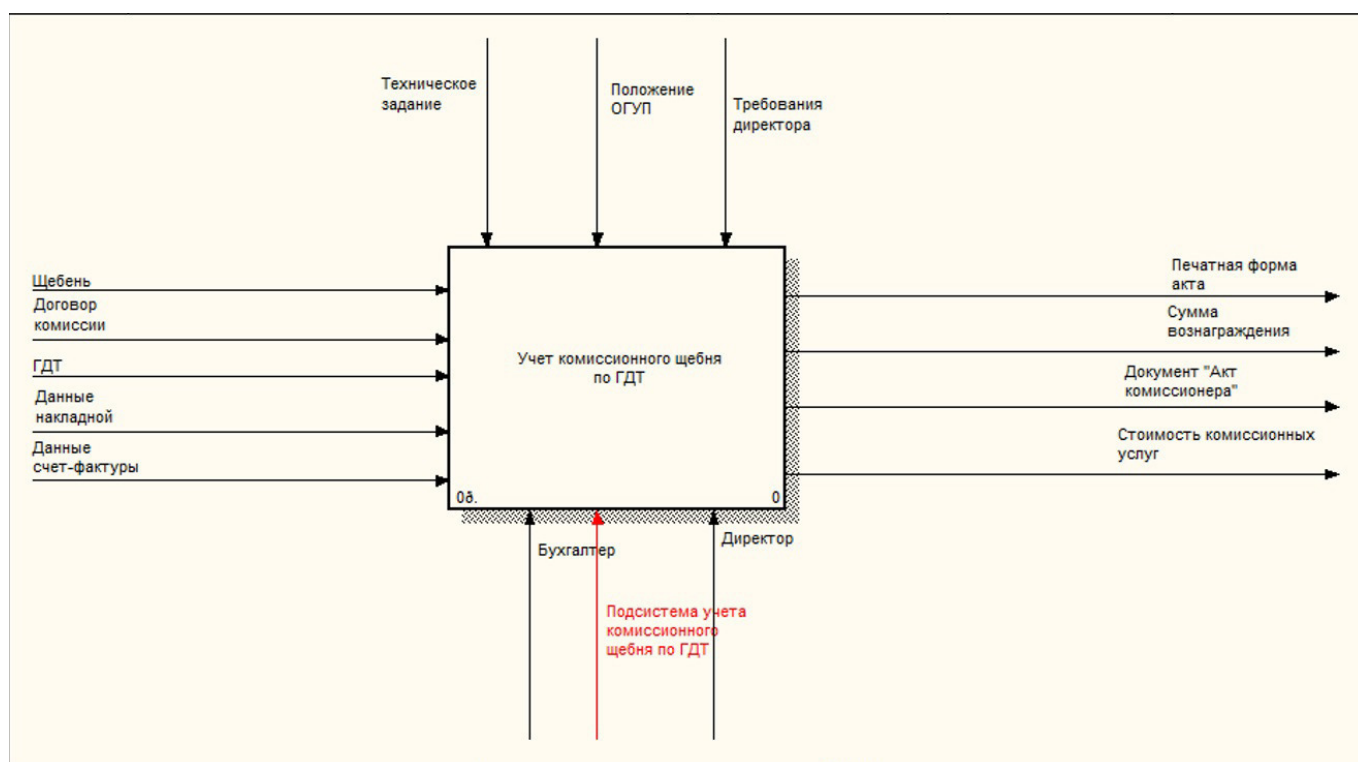 Техническое
задание
Положение
ОГУП
Требования
директора
Щебень
Договор
комиссии
ГДТ
Данные
накладной
Данные
счет-фактуры
Учет комиссионного щебня
по ГДТ
0ð.
0
Печатная форма
акта
Сумма
вознаграждения
Документ "Акт
комиссионера"
Стоимость комиссионных
услуг
Бухгалтер
Директор
Подсистема учета
комиссионного
щебня по ГДТ